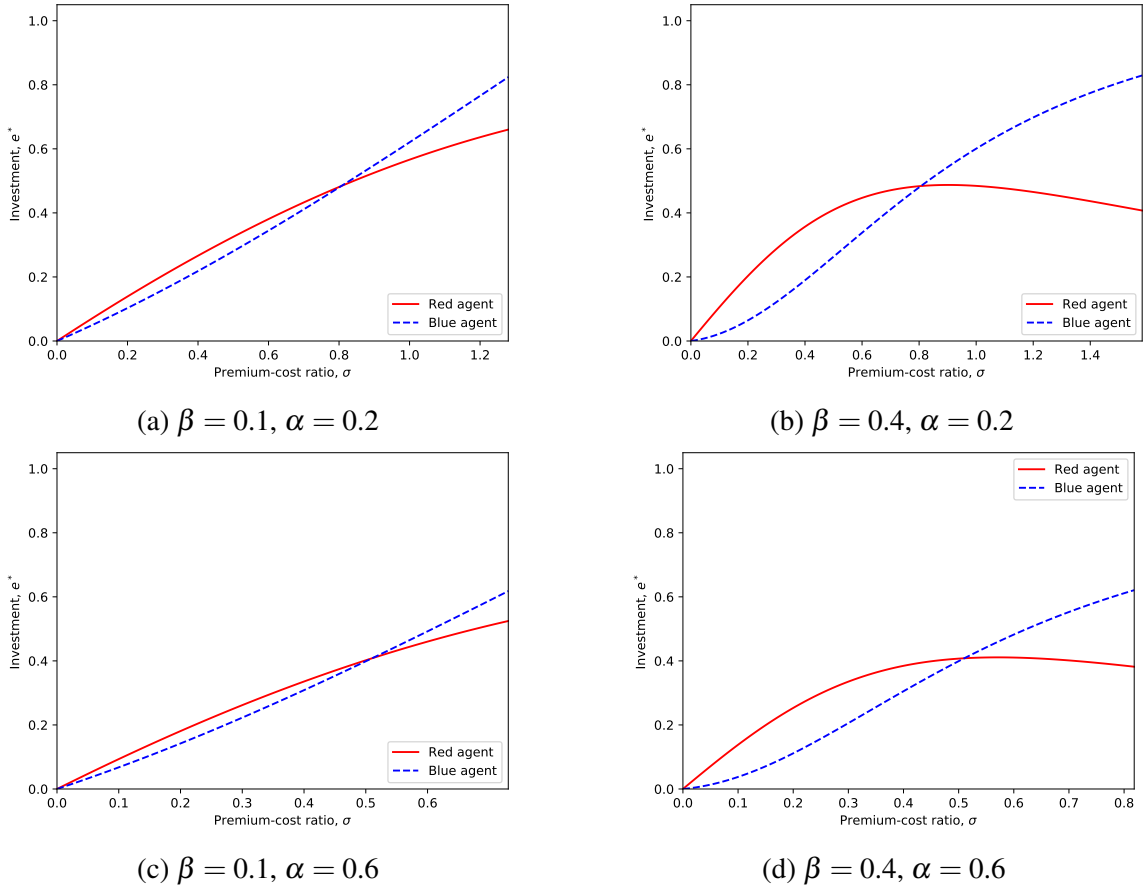 1.0
0.8
0.6
0.4
0.2
0.0
Investment, e*
0.0 0.2 0.4 0.6 0.8 1.0 1.2
Premium-cost ratio, σ
Red agent
Blue agent
(a) β = 0.1, α = 0.2
1.0
0.8
0.6
0.4
0.2
0.0
Investment, e*
0.0 0.2 0.4 0.6 0.8 1.0 1.2 1.4
Premium-cost ratio, σ
Red agent
Blue agent
(b) β = 0.4, α = 0.2
1.0
0.8
0.6
0.4
0.2
0.0
Investment, e*
0.0 0.1 0.2 0.3 0.4 0.5 0.6
Premium-cost ratio, σ
Red agent
Blue agent
(c) β = 0.1, α = 0.6
1.0
0.8
0.6
0.4
0.2
0.0
Investment, e*
0.0 0.1 0.2 0.3 0.4 0.5 0.6 0.7 0.8
Premium-cost ratio, σ
Red agent
Blue agent
(d) β = 0.4, α = 0.6